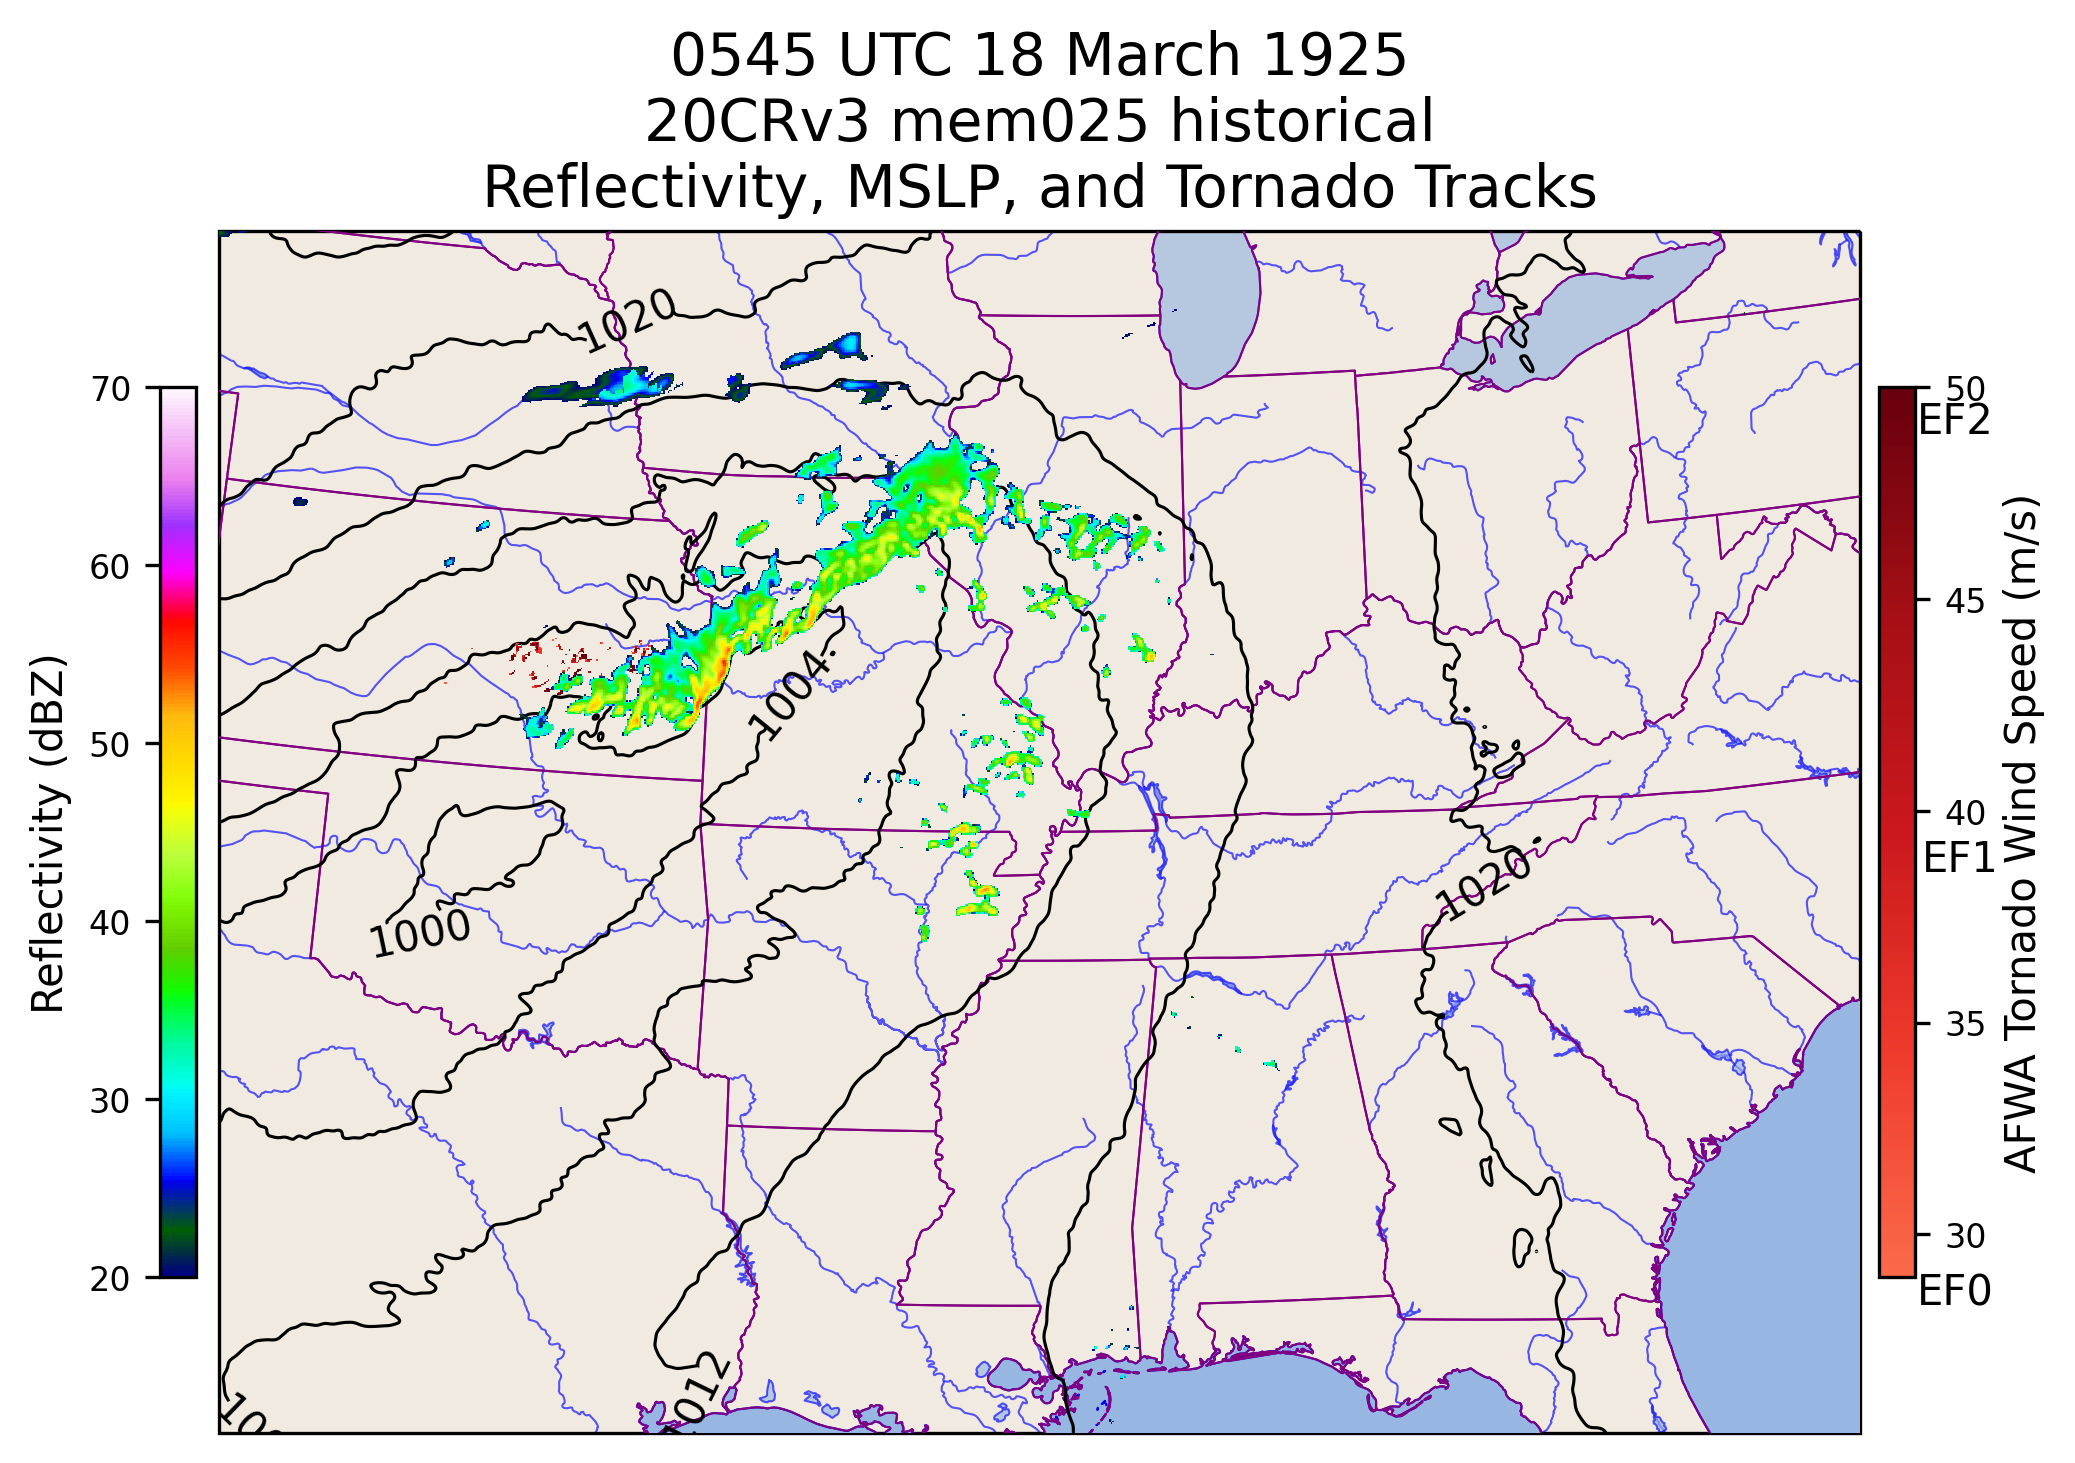 0545 UTC 18 March 1925
20CRv3 mem025 historical
Reflectivity, MSLP, and Tornado Tracks
1020
70
60
50
40
30
20
Reflectivity (dBZ)
1004
1000
1020
1012
10
50
EF2
45
40
EF1
35
30
EF0
AFWA Tornado Wind Speed (m/s)